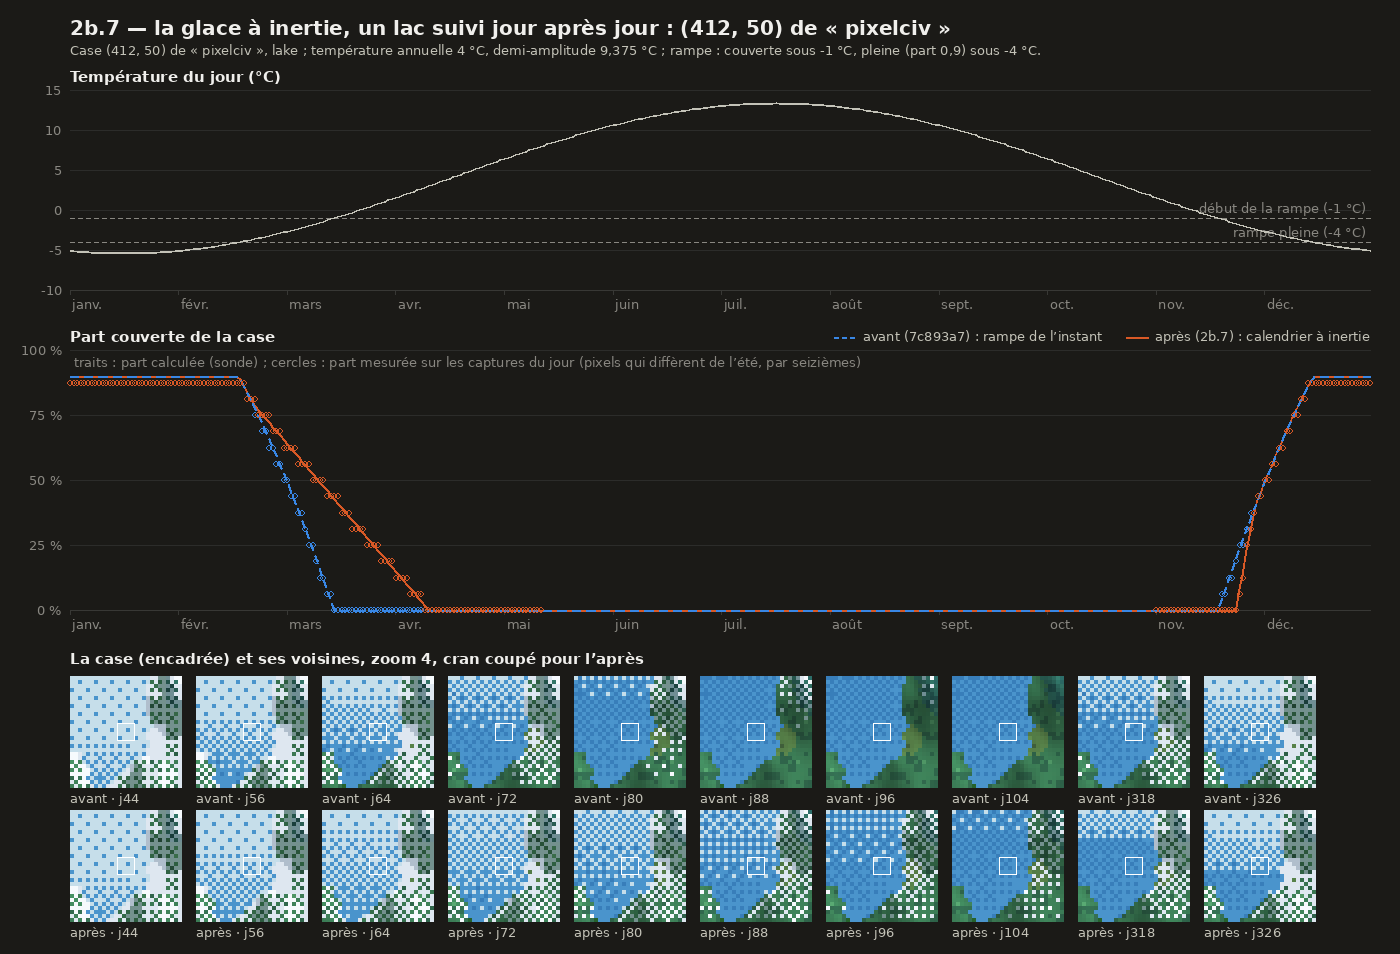 2b.7 — la glace à inertie, un lac suivi jour après jour : (412, 50) de « pixelciv »
Case (412, 50) de « pixelciv », lake ; température annuelle 4 °C, demi-amplitude 9,375 °C ; rampe : couverte sous -1 °C, pleine (part 0,9) sous -4 °C.
Température du jour (°C)
15
10
5
0
-5
-10
début de la rampe (-1 °C)
rampe pleine (-4 °C)
janv. févr. mars avr. mai juin juil. août sept. oct. nov. déc.
Part couverte de la case
avant (7c893a7) : rampe de l’instant
après (2b.7) : calendrier à inertie
100 %
traits : part calculée (sonde) ; cercles : part mesurée sur les captures du jour (pixels qui diffèrent de l’été, par seizièmes)
75 %
50 %
25 %
0 %
janv. févr. mars avr. mai juin juil. août sept. oct. nov. déc.
La case (encadrée) et ses voisines, zoom 4, cran coupé pour l’après
avant · j44 avant · j56 avant · j64 avant · j72 avant · j80 avant · j88 avant · j96 avant · j104 avant · j318 avant · j326
après · j44 après · j56 après · j64 après · j72 après · j80 après · j88 après · j96 après · j104 après · j318 après · j326